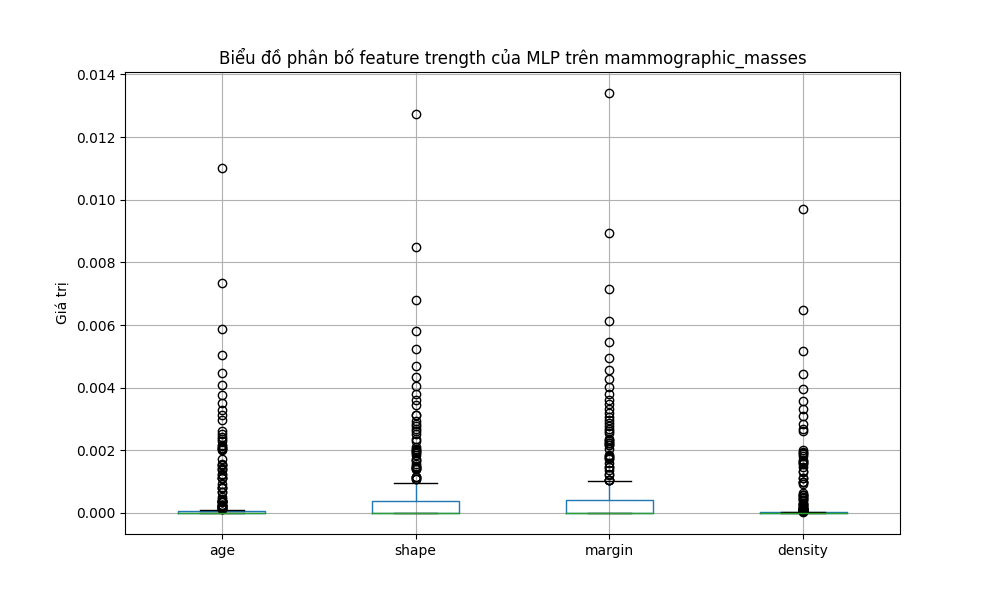 Biểu đồ phân bố feature trength của MLP trên mammographic_masses
Giá trị
0.014
0.012
0.010
0.008
0.006
0.004
0.002
0.000
age shape margin density